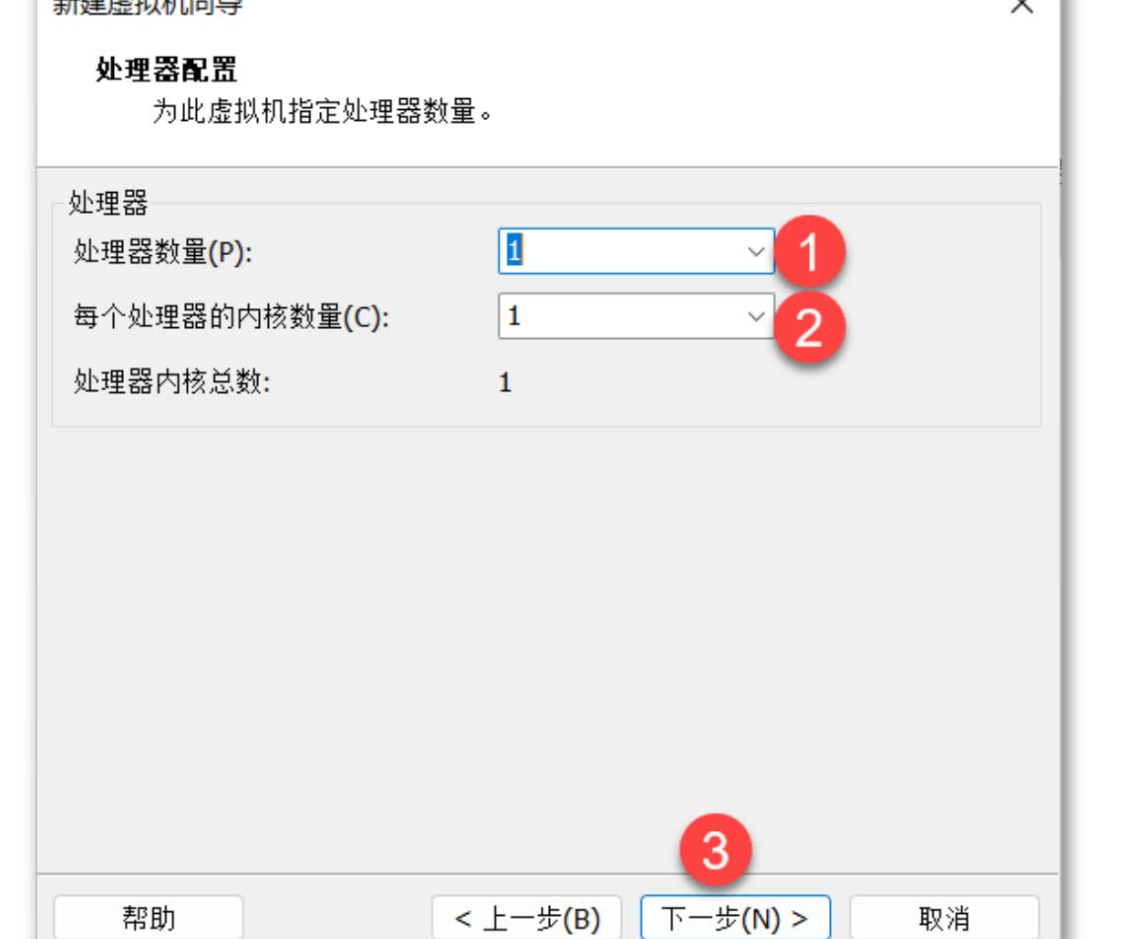 新建虚拟机向导
处理器配置
为此虚拟机指定处理器数量。
处理器
处理器数量(P):
1
1
每个处理器的内核数量(C):
1
2
处理器内核总数:
1
3
帮助
< 上一步(B)
下一步(N) >
取消